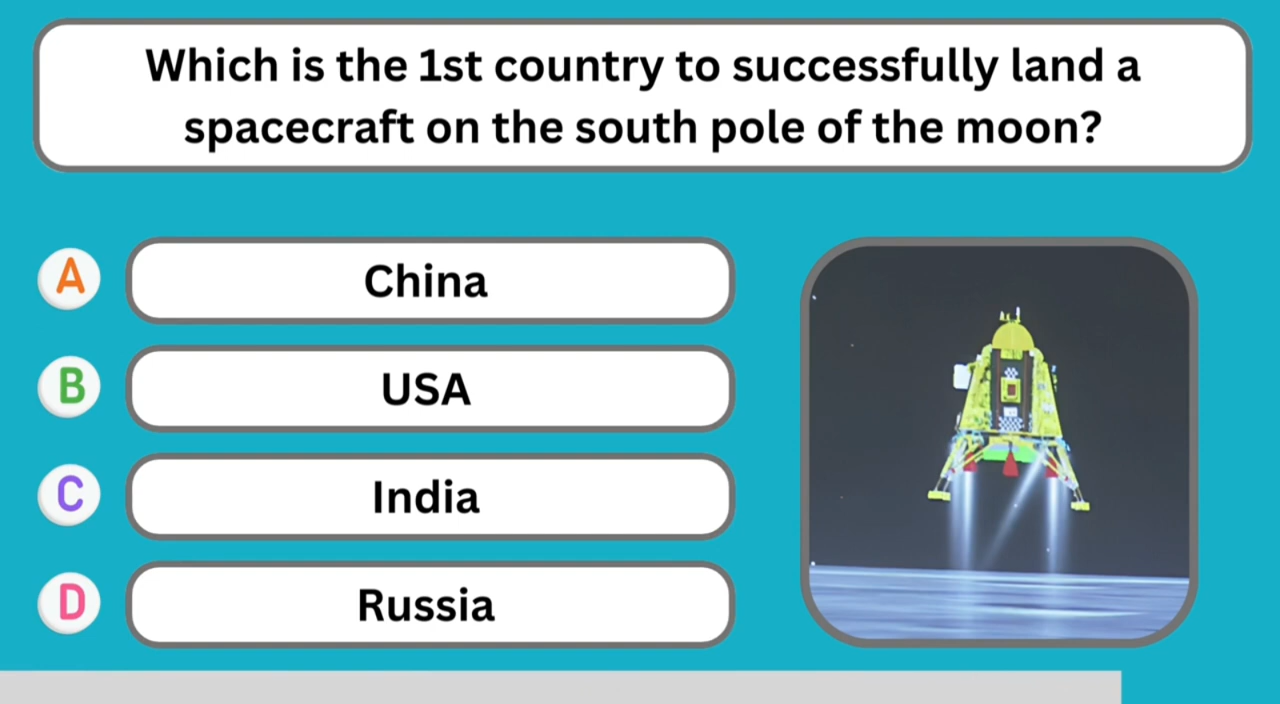 Which is the 1st country to successfully land a
spacecraft on the south pole of the moon?
A China
B USA
C India
D Russia